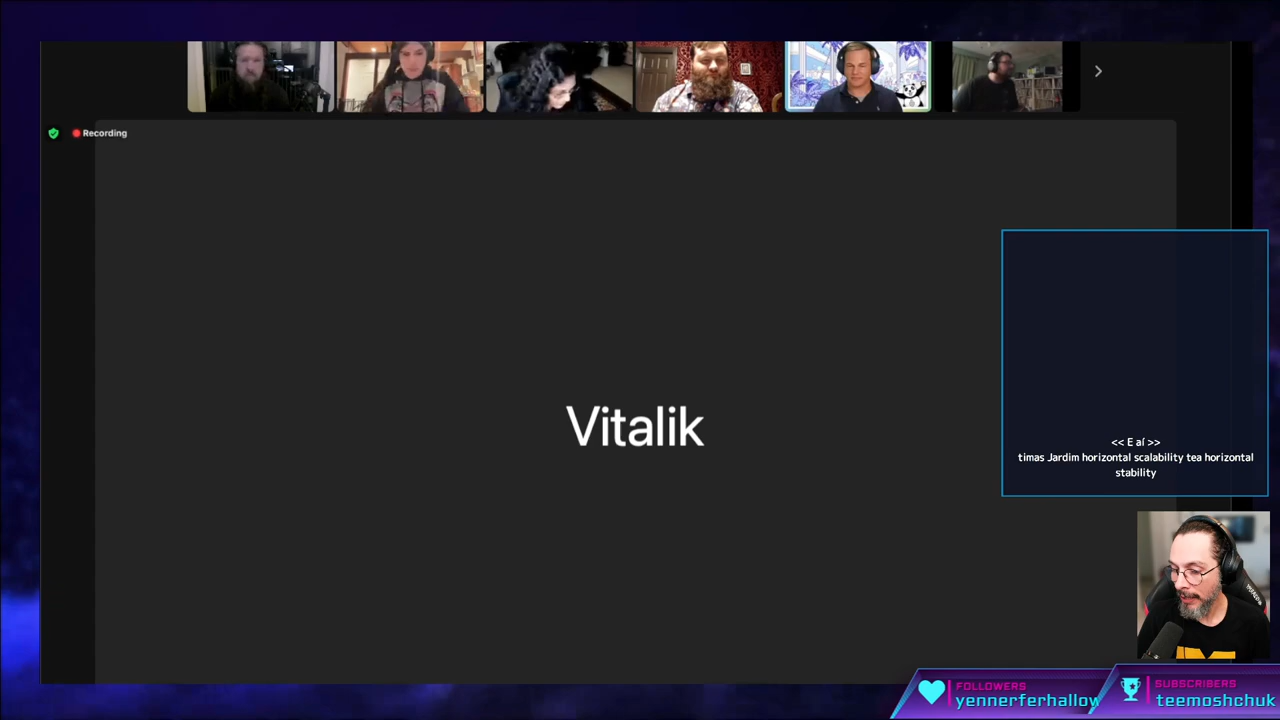 Recording
Vitalik
<< E aí >>
timas Jardim horizontal scalability tea horizontal
stability
FOLLOWERS
yennerferhallow
SUBSCRIBERS
teemoshchuk